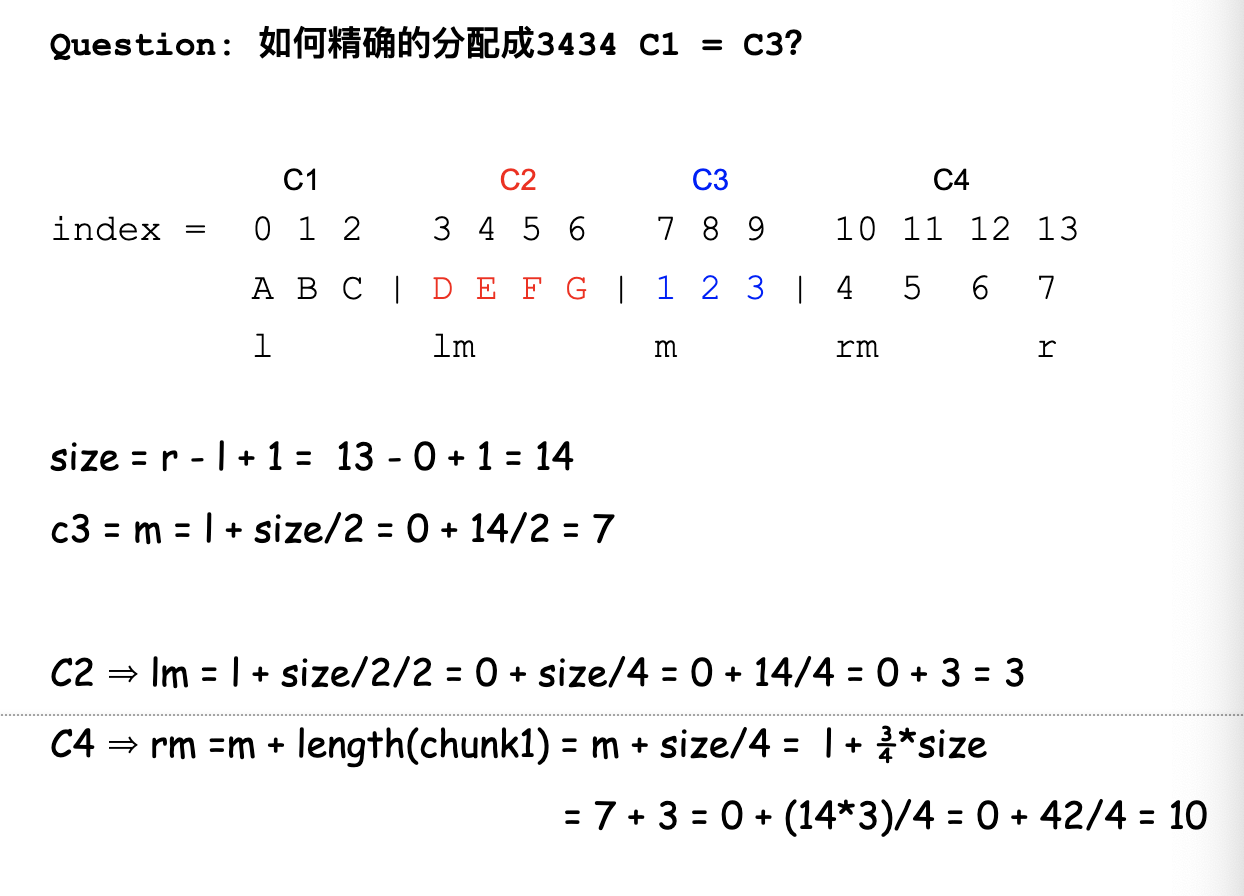 Question: 如何精确的分配成3434 C1 = C3?
C1 C2 C3 C4
index = 0 1 2 3 4 5 6 7 8 9 10 11 12 13
A B C | D E F G | 1 2 3 | 4 5 6 7
l lm m rm r
size = r - l + 1 = 13 - 0 + 1 = 14
c3 = m = l + size/2 = 0 + 14/2 = 7
C2 ⇒ lm = l + size/2/2 = 0 + size/4 = 0 + 14/4 = 0 + 3 = 3
C4 ⇒ rm =m + length(chunk1) = m + size/4 = l + ¾*size
= 7 + 3 = 0 + (14*3)/4 = 0 + 42/4 = 10